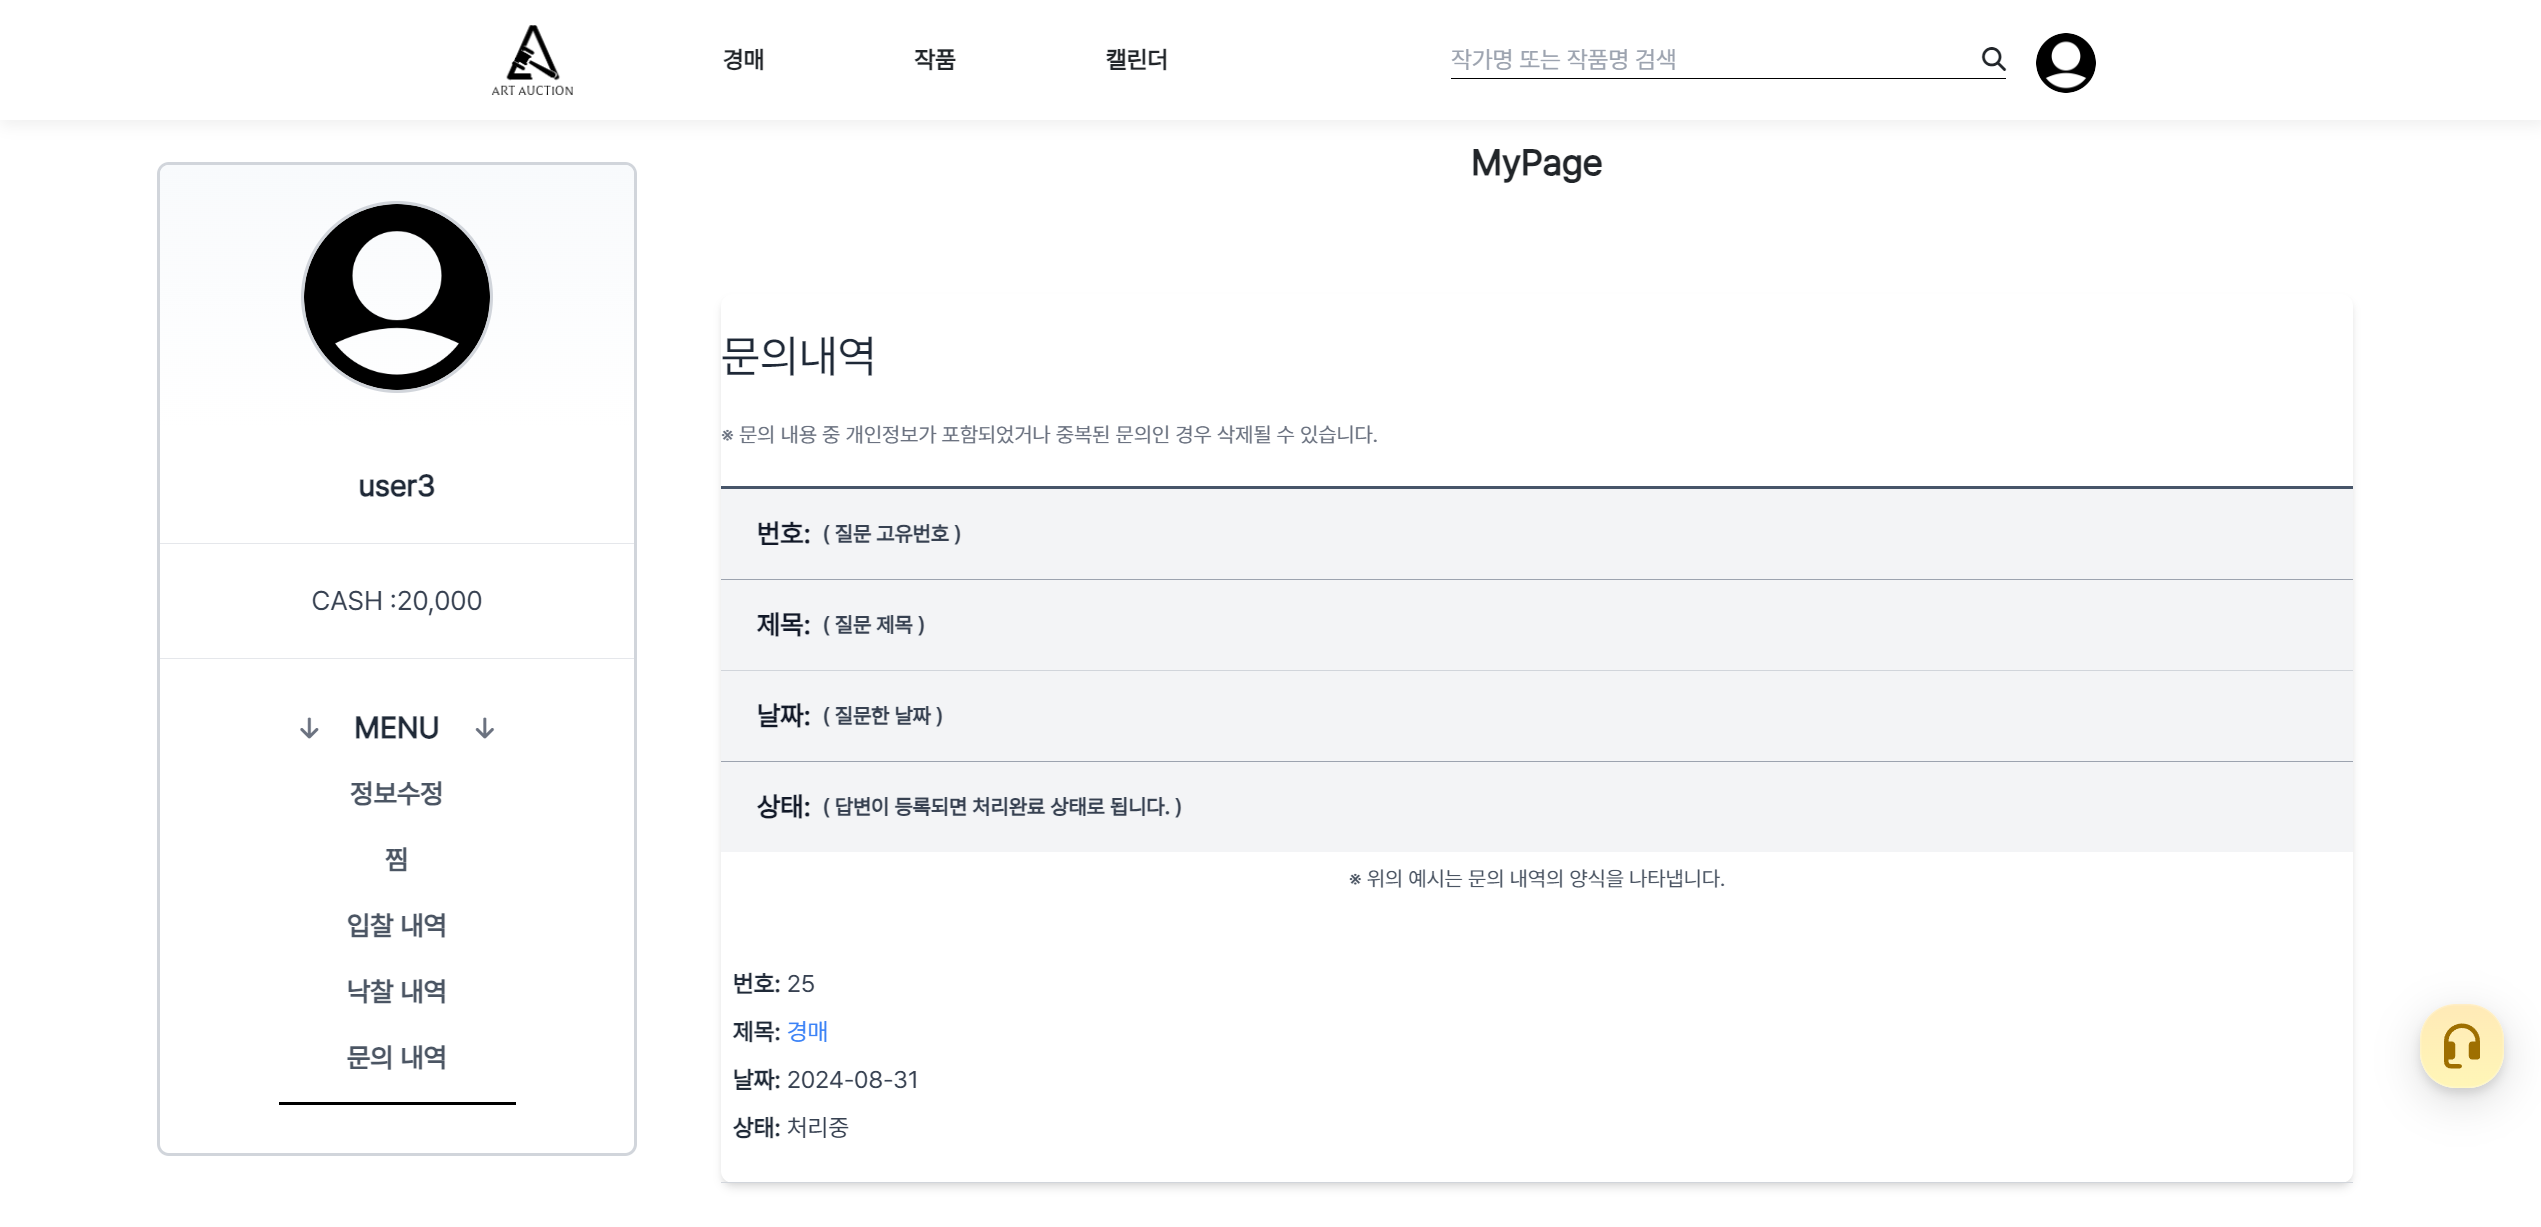 경매 작품 캘린더 작가명 또는 작품명 검색
ART AUCTION
MyPage
user3
CASH :20,000
↓ MENU ↓
정보수정
찜
입찰 내역
낙찰 내역
문의 내역
문의내역
※ 문의 내용 중 개인정보가 포함되었거나 중복된 문의인 경우 삭제될 수 있습니다.
번호: ( 질문 고유번호 )
제목: ( 질문 제목 )
날짜: ( 질문한 날짜 )
상태: ( 답변이 등록되면 처리완료 상태로 됩니다. )
※ 위의 예시는 문의 내역의 양식을 나타냅니다.
번호: 25
제목: 경매
날짜: 2024-08-31
상태: 처리중